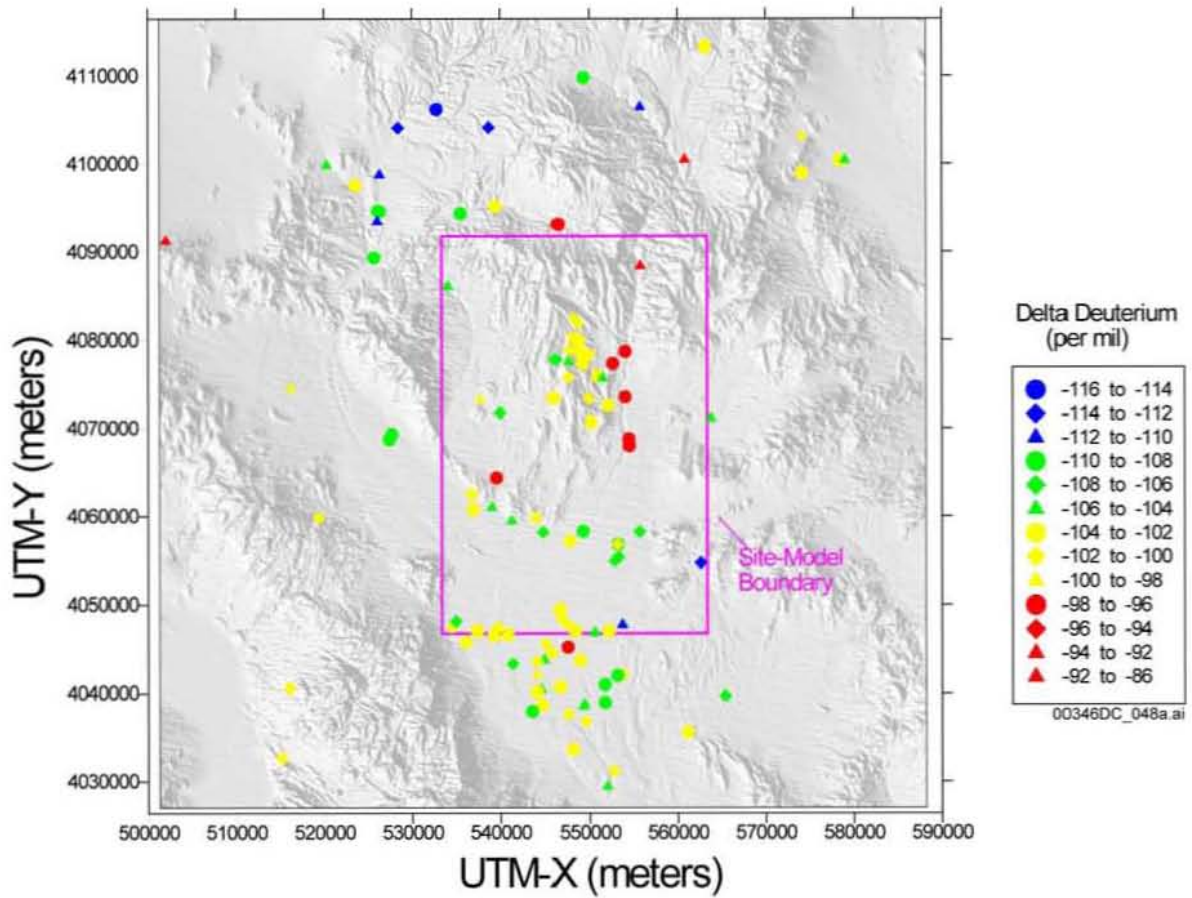 4110000
4100000
4090000
4080000
4070000
4060000
4050000
4040000
4030000
UTM-Y (meters)
500000 510000 520000 530000 540000 550000 560000 570000 580000 590000
UTM-X (meters)
Site-Model
Boundary
Delta Deuterium
(per mil)
-116 to -114
-114 to -112
-112 to -110
-110 to -108
-108 to -106
-106 to -104
-104 to -102
-102 to -100
-100 to -98
-98 to -96
-96 to -94
-94 to -92
-92 to -86
00346DC_048a.ai